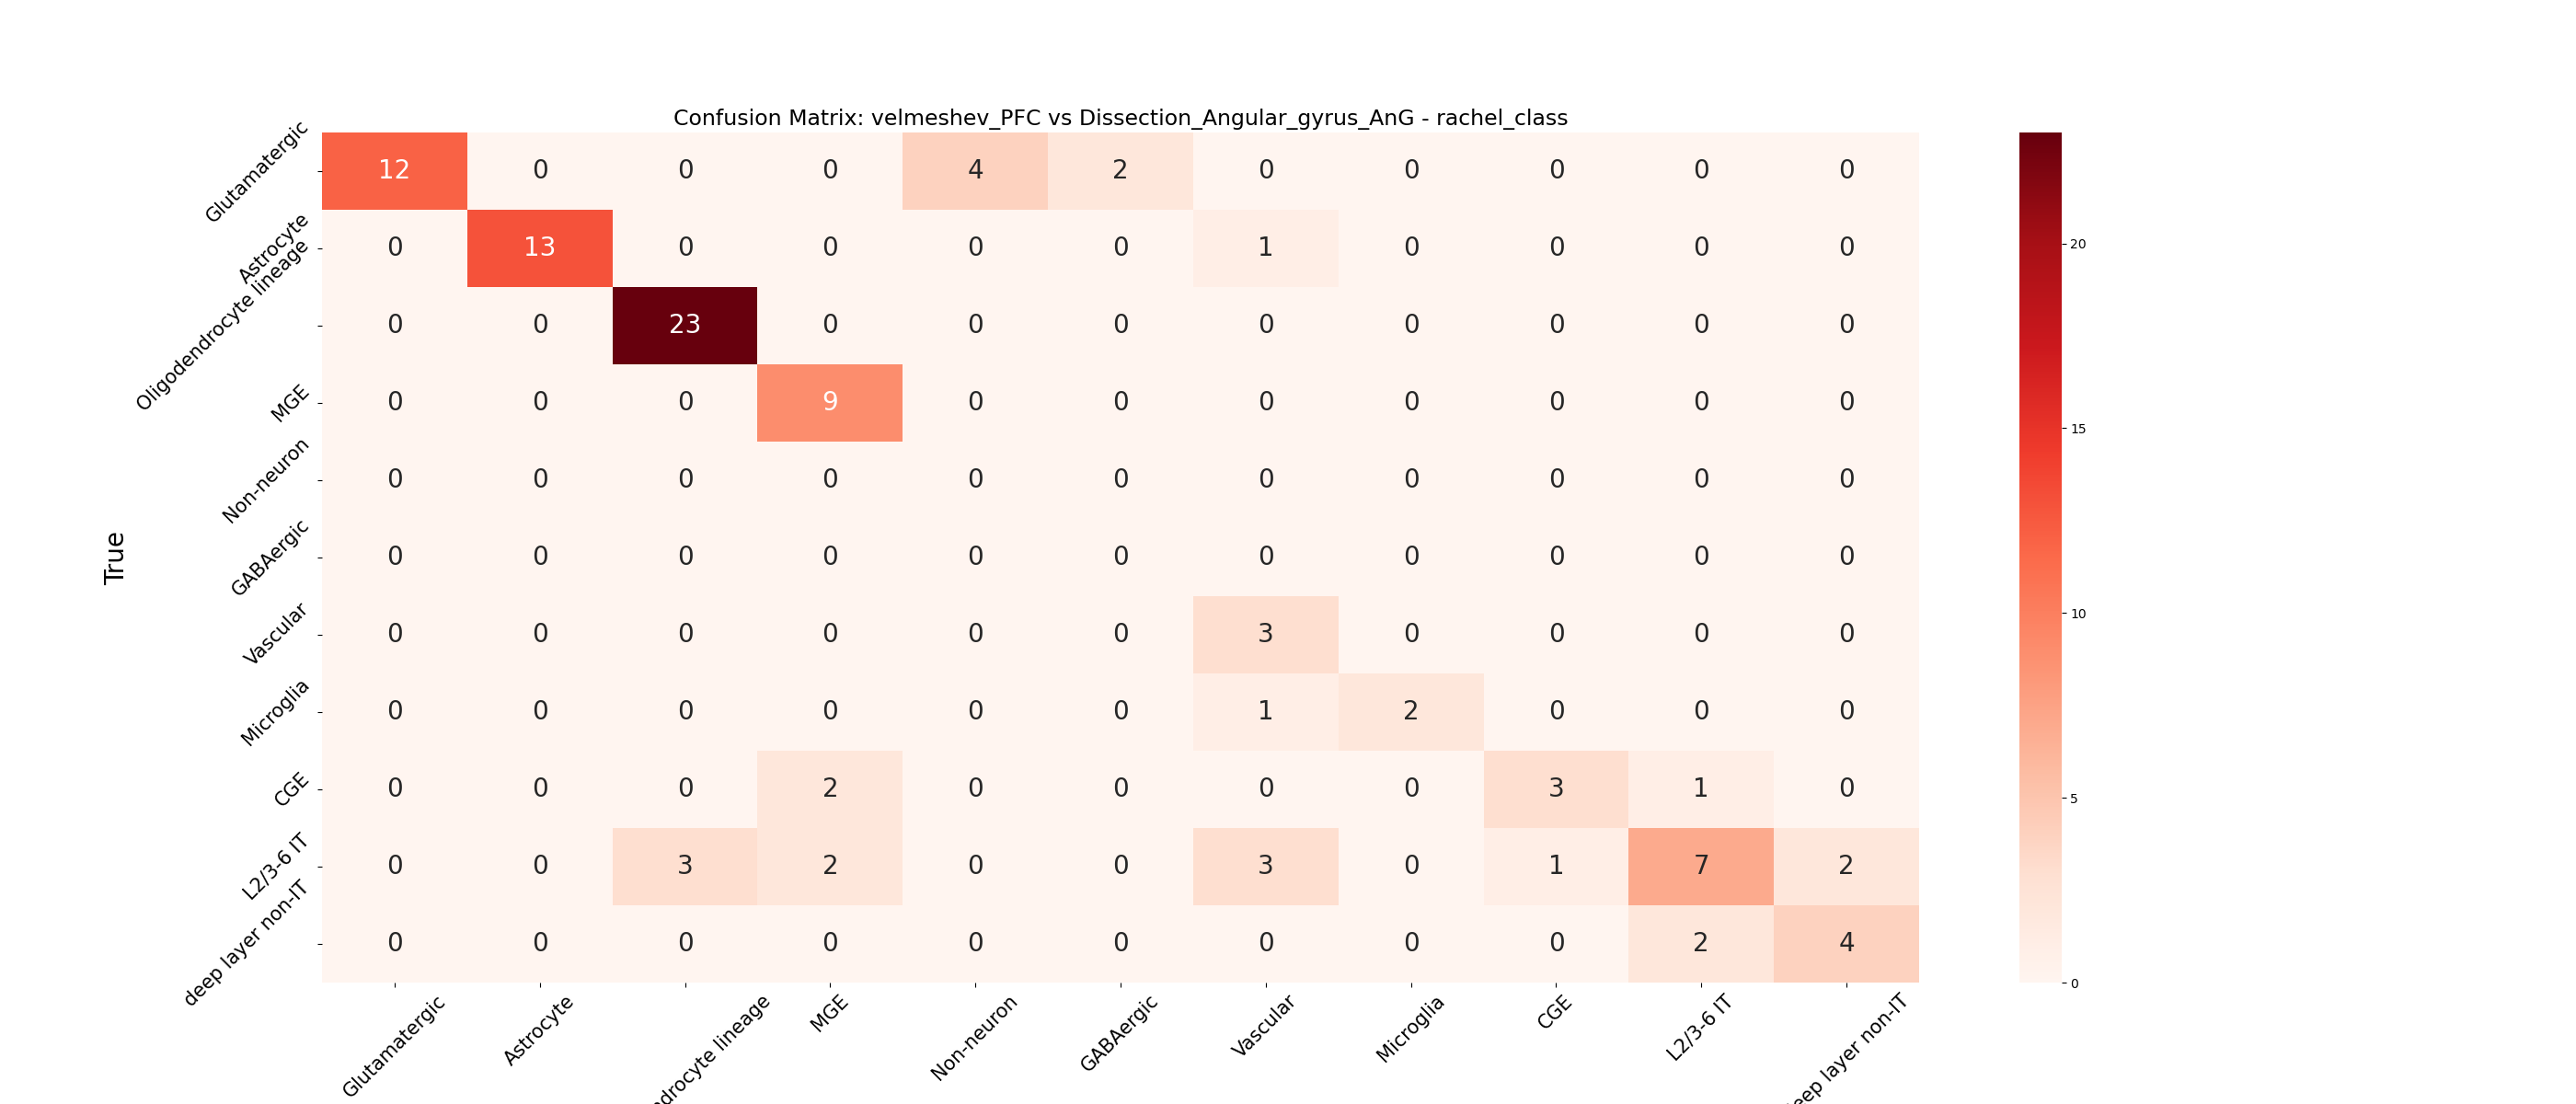 Confusion Matrix: velmeshev_PFC vs Dissection_Angular_gyrus_AnG - rachel_class
True
Glutamatergic 12 0 0 0 4 2 0 0 0 0 0
Astrocyte 0 13 0 0 0 0 1 0 0 0 0
Oligodendrocyte lineage 0 0 23 0 0 0 0 0 0 0 0
MGE 0 0 0 9 0 0 0 0 0 0 0
Non-neuron 0 0 0 0 0 0 0 0 0 0 0
GABAergic 0 0 0 0 0 0 0 0 0 0 0
Vascular 0 0 0 0 0 0 3 0 0 0 0
Microglia 0 0 0 0 0 0 1 2 0 0 0
CGE 0 0 0 2 0 0 0 0 3 1 0
L2/3-6 IT 0 0 3 2 0 0 3 0 1 7 2
deep layer non-IT 0 0 0 0 0 0 0 0 0 2 4
Glutamatergic
Astrocyte
lineage
MGE
Non-neuron
GABAergic
Vascular
Microglia
CGE
L2/3-6 IT
layer non-IT
20
15
10
5
0